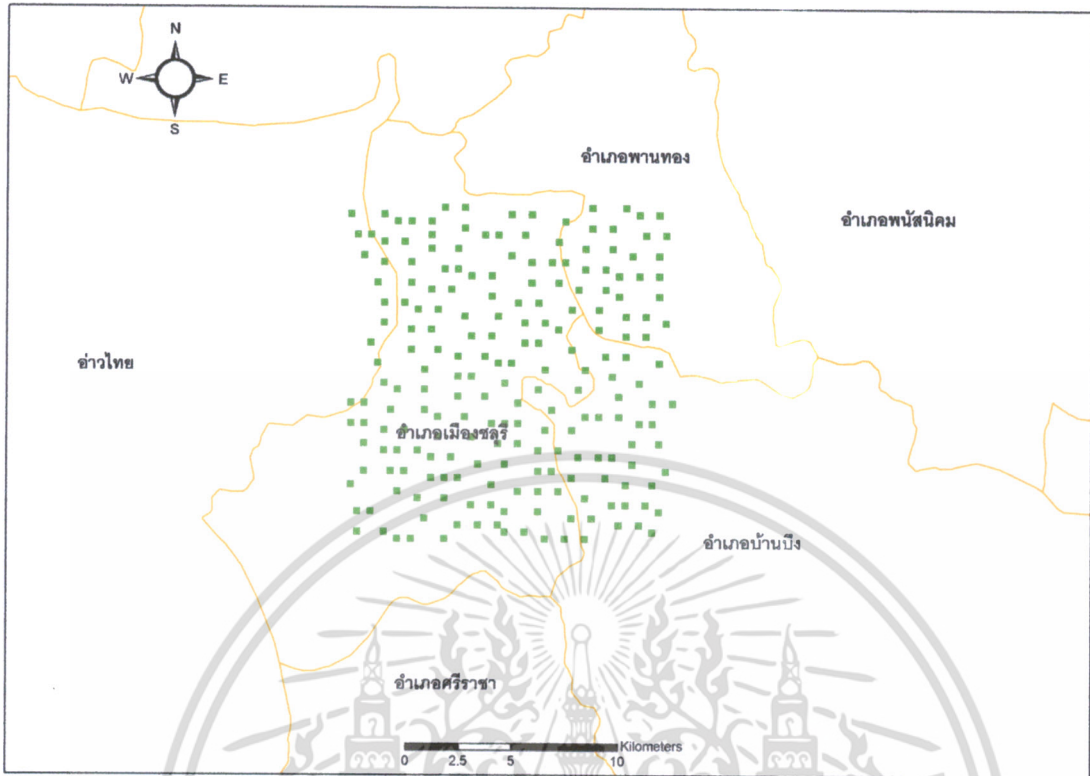 N
W E
S
อำเภอพานทอง
อำเภอพนัสนิคม
อ่าวไทย
อำเภอเมืองชลุรี
อำเภอบ้านบึง
อำเภอศรีราชา
Kilometers
0 2.5 5 10